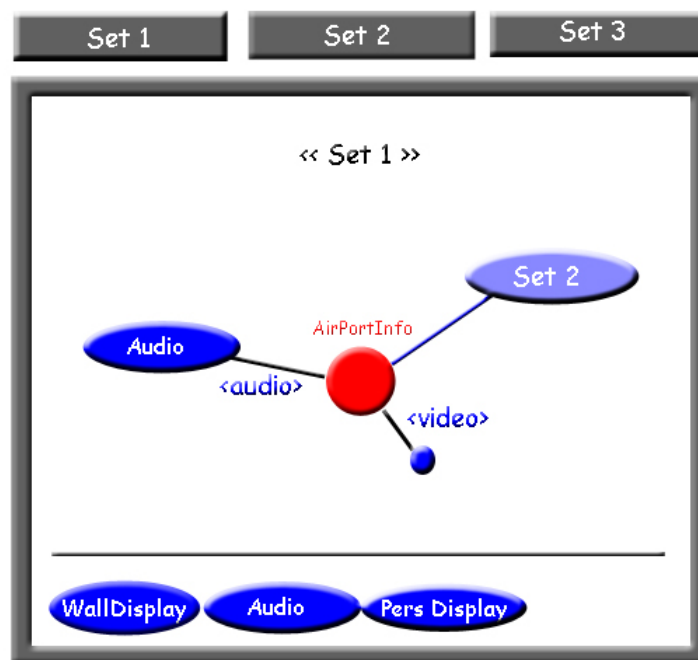 Set 1 Set 2 Set 3
<< Set 1 >>
Set 2
AirPortInfo
Audio
<audio>
<video>
WallDisplay Audio Pers Display